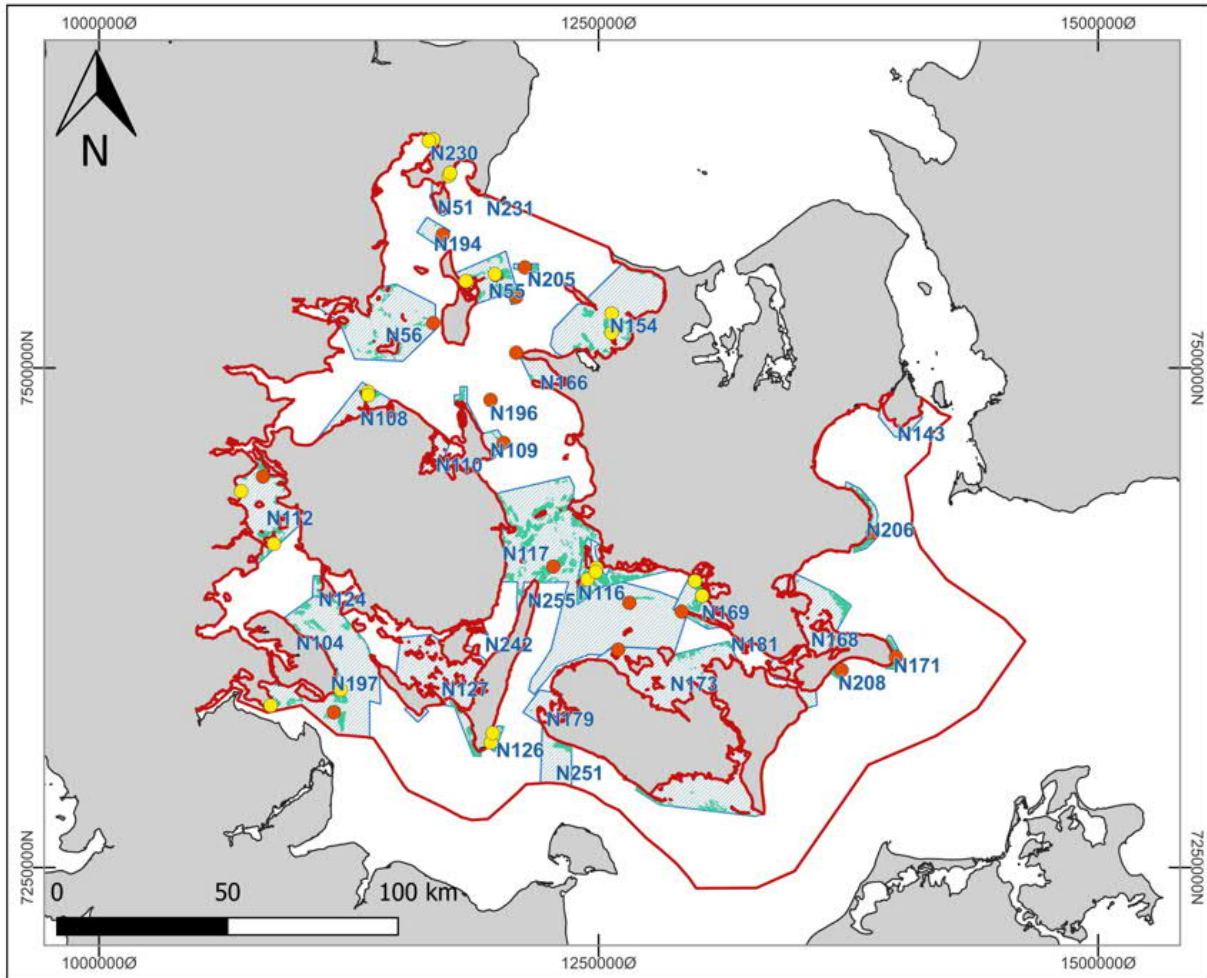 1000000Ø 1250000Ø 1500000Ø
N
N230
N51 N231
N194
N205
N55
N56 N154
7500000N 7500000N
N166
N108 N196
N143
N110 N109
N112
N206
N117
N116
N124 N255
N169
N104 N242 N181 N168
N171
N197 N127 N173 N208
N179
N126
N251
7250000N 7250000N
0 50 100 km
1000000Ø 1250000Ø 1500000Ø